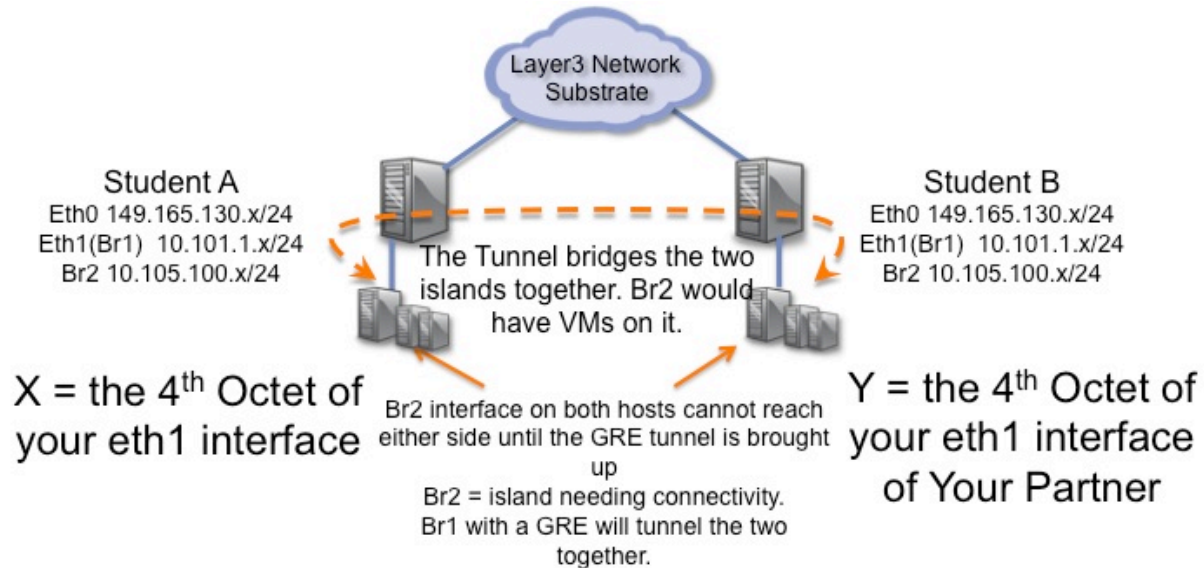 Layer3 Network
Substrate
Student A
Eth0 149.165.130.x/24
Eth1(Br1) 10.101.1.x/24
Br2 10.105.100.x/24
Student B
Eth0 149.165.130.x/24
Eth1(Br1) 10.101.1.x/24
Br2 10.105.100.x/24
The Tunnel bridges the two
islands together. Br2 would
have VMs on it.
X = the 4th Octet of
your eth1 interface
Br2 interface on both hosts cannot reach
either side until the GRE tunnel is brought
up
Br2 = island needing connectivity.
Br1 with a GRE will tunnel the two
together.
Y = the 4th Octet of
your eth1 interface
of Your Partner